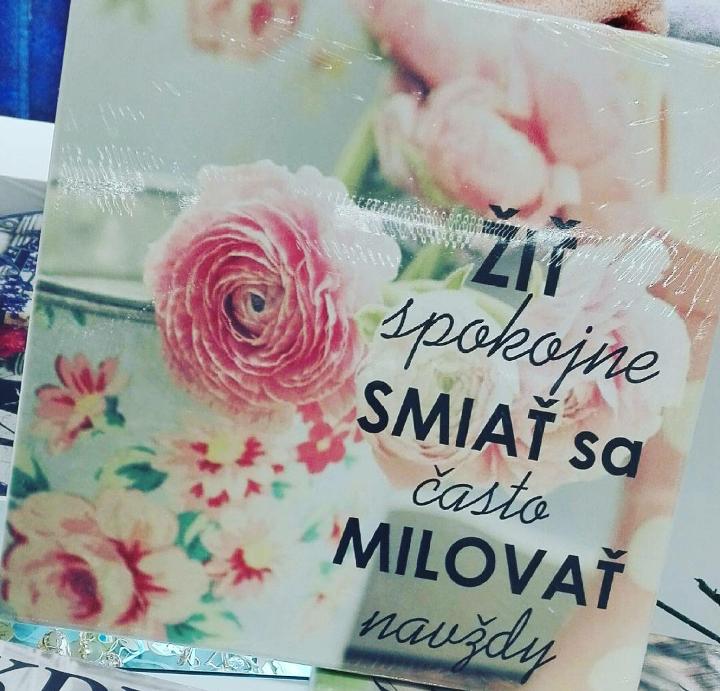 ŽIŤ
spokojne
SMIAŤ sa
často
MILOVAŤ
navždy